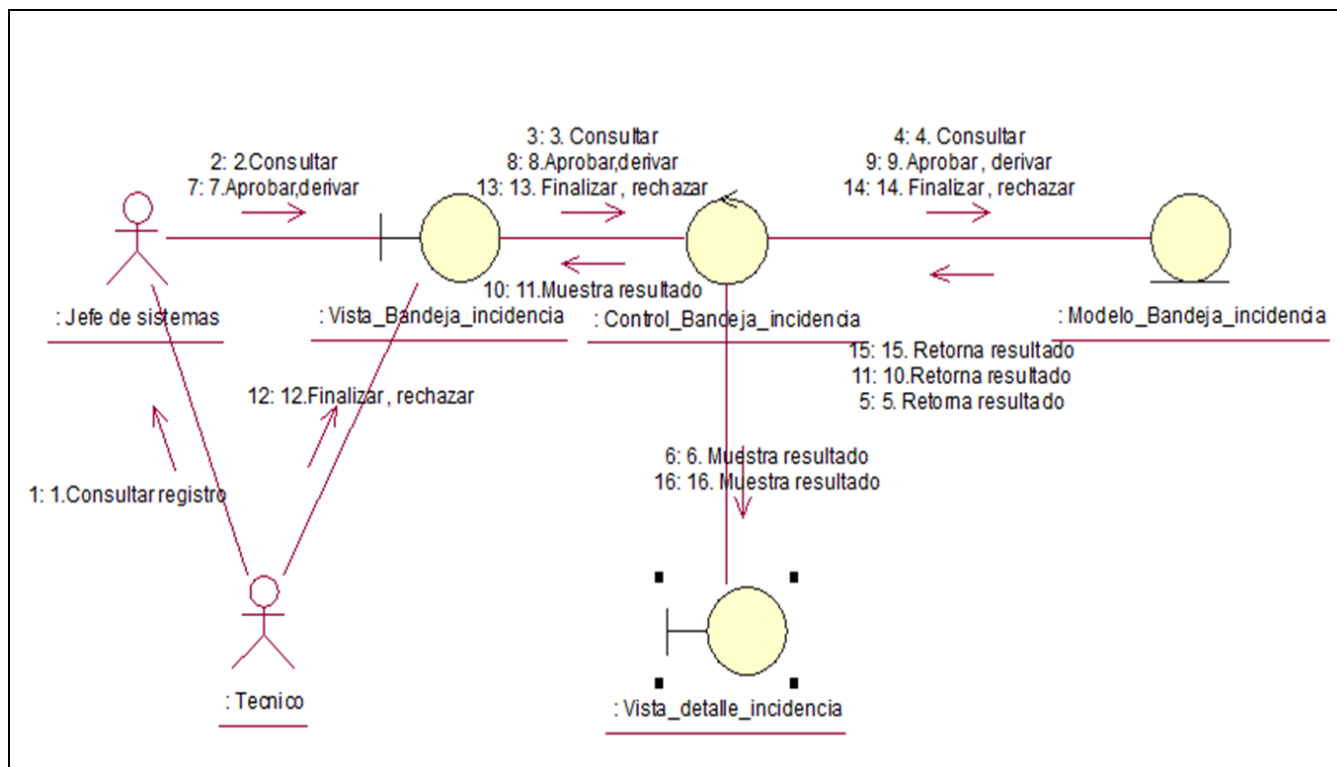 3: 3. Consultar
8: 8.Aprobar,derivar
13: 13. Finalizar , rechazar
4: 4. Consultar
9: 9. Aprobar , derivar
14: 14. Finalizar , rechazar
2: 2.Consultar
7: 7.Aprobar,derivar
10: 11.Muestra resultado
: Jefe de sistemas
: Vista_Bandeja_incidencia
: Control_Bandeja_incidencia
: Modelo_Bandeja_incidencia
15: 15. Retorna resultado
11: 10.Retorna resultado
5: 5. Retorna resultado
12: 12.Finalizar , rechazar
6: 6. Muestra resultado
16: 16. Muestra resultado
1: 1.Consultar registro
: Tecnico
: Vista_detalle_incidencia